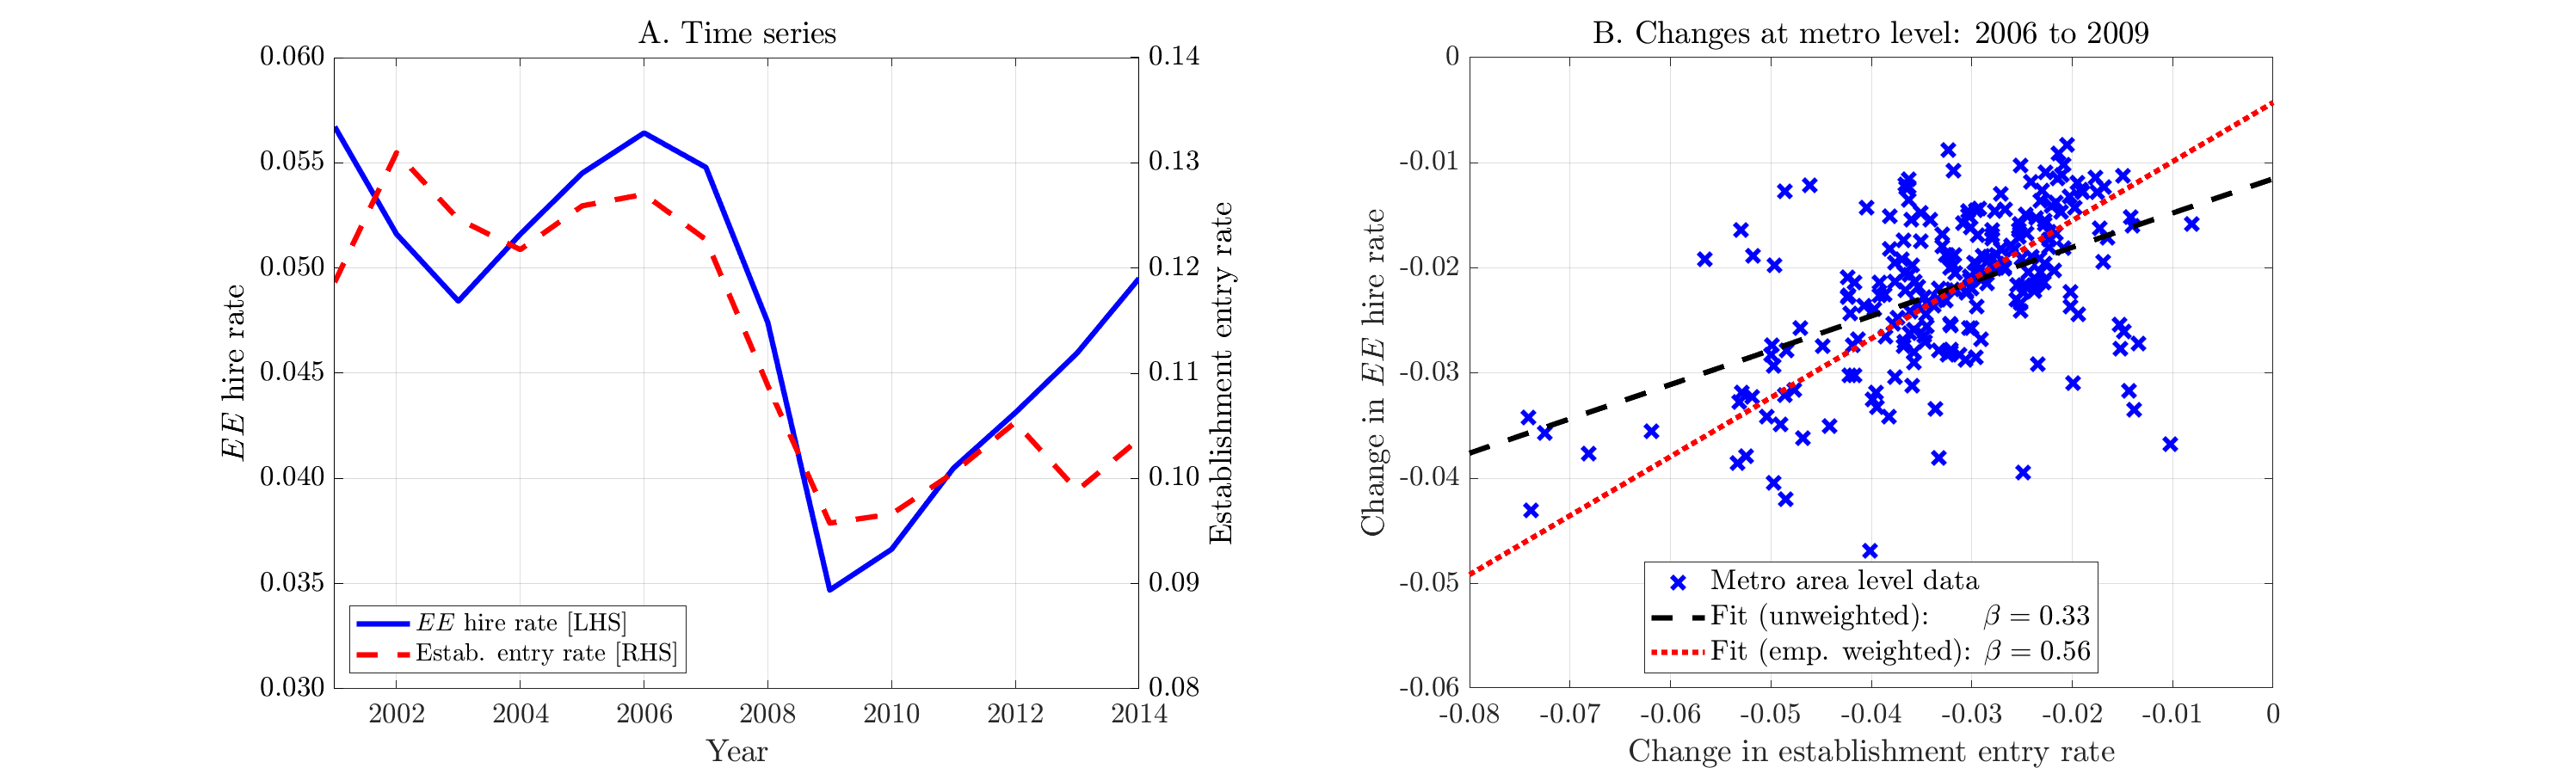 A. Time series
0.060
0.055
0.050
0.045
0.040
0.035
0.030
EE hire rate
0.14
0.13
0.12
0.11
0.10
0.09
0.08
Establishment entry rate
EE hire rate [LHS]
Estab. entry rate [RHS]
2002 2004 2006 2008 2010 2012 2014
Year
B. Changes at metro level: 2006 to 2009
0
-0.01
-0.02
-0.03
-0.04
-0.05
-0.06
Change in EE hire rate
Metro area level data
Fit (unweighted): β = 0.33
Fit (emp. weighted): β = 0.56
-0.08 -0.07 -0.06 -0.05 -0.04 -0.03 -0.02 -0.01 0
Change in establishment entry rate